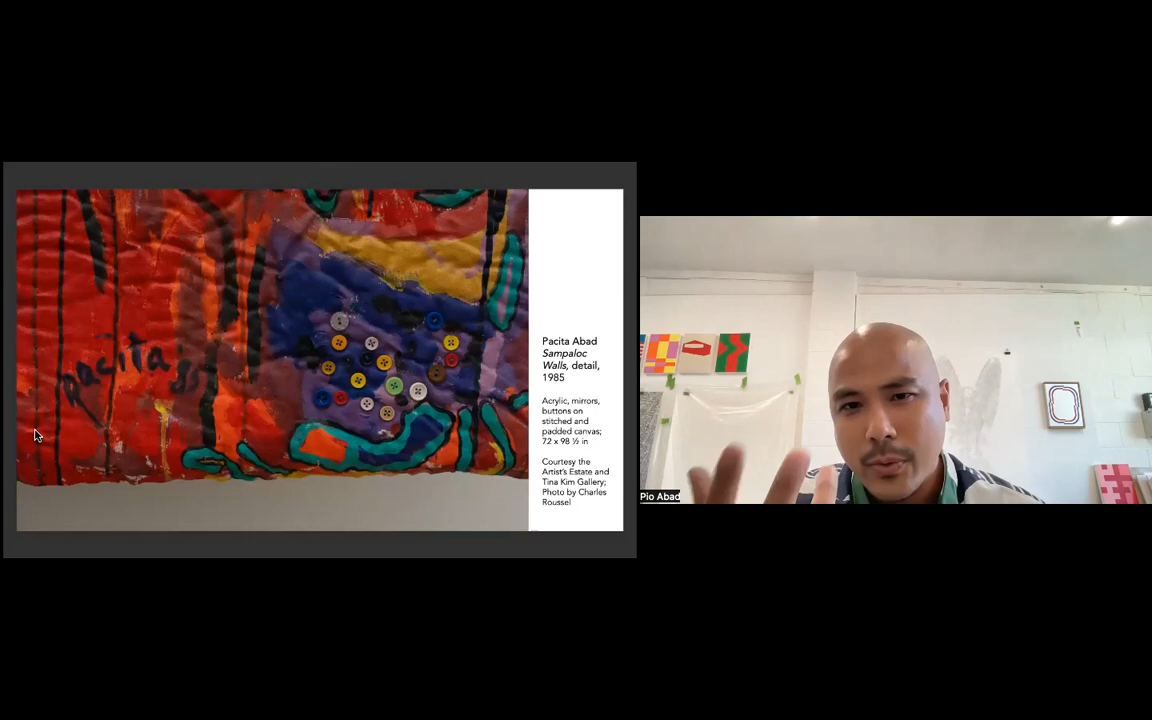 pacita 85
Pacita Abad
Sampaloc
Walls, detail,
1985
Acrylic, mirrors,
buttons on
stitched and
padded canvas;
72 x 98 ½ in
Courtesy the
Artist's Estate and
Tina Kim Gallery;
Photo by Charles
Roussel
Pio Abad